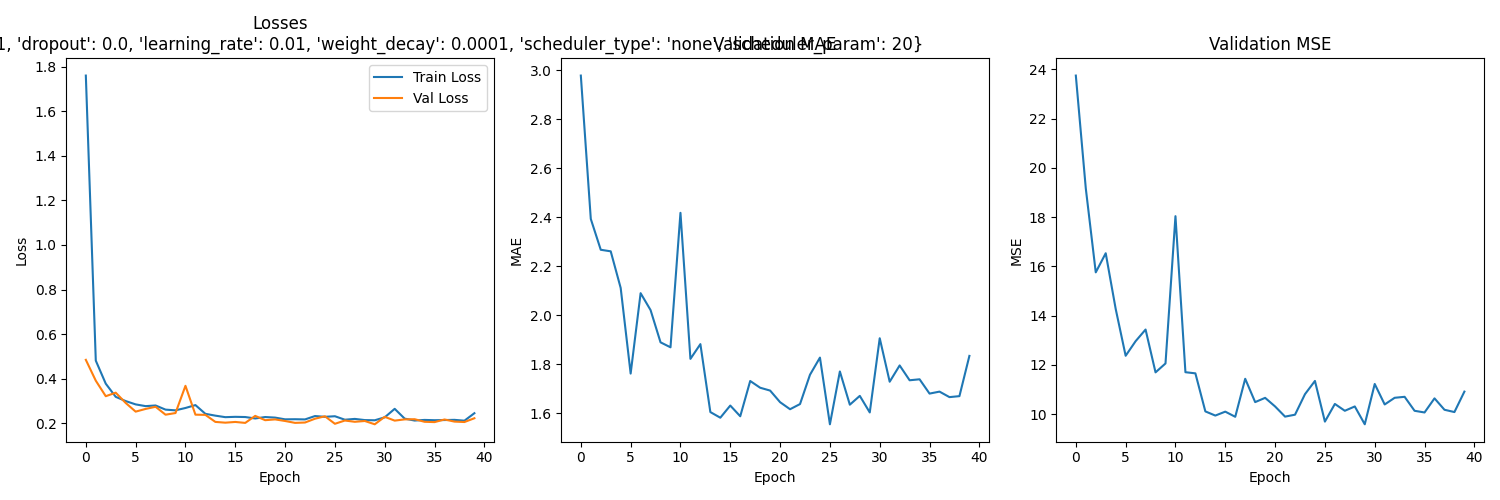 Losses
1, 'dropout': 0.0, 'learning_rate': 0.01, 'weight_decay': 0.0001, 'scheduler_type': 'none', 'scheduler_param': 20}
Train Loss
Val Loss
1.8
1.6
1.4
1.2
1.0
0.8
0.6
0.4
0.2
Loss
0 5 10 15 20 25 30 35 40
Epoch
Validation MAE
3.0
2.8
2.6
2.4
2.2
2.0
1.8
1.6
MAE
0 5 10 15 20 25 30 35 40
Epoch
Validation MSE
24
22
20
18
16
14
12
10
MSE
0 5 10 15 20 25 30 35 40
Epoch